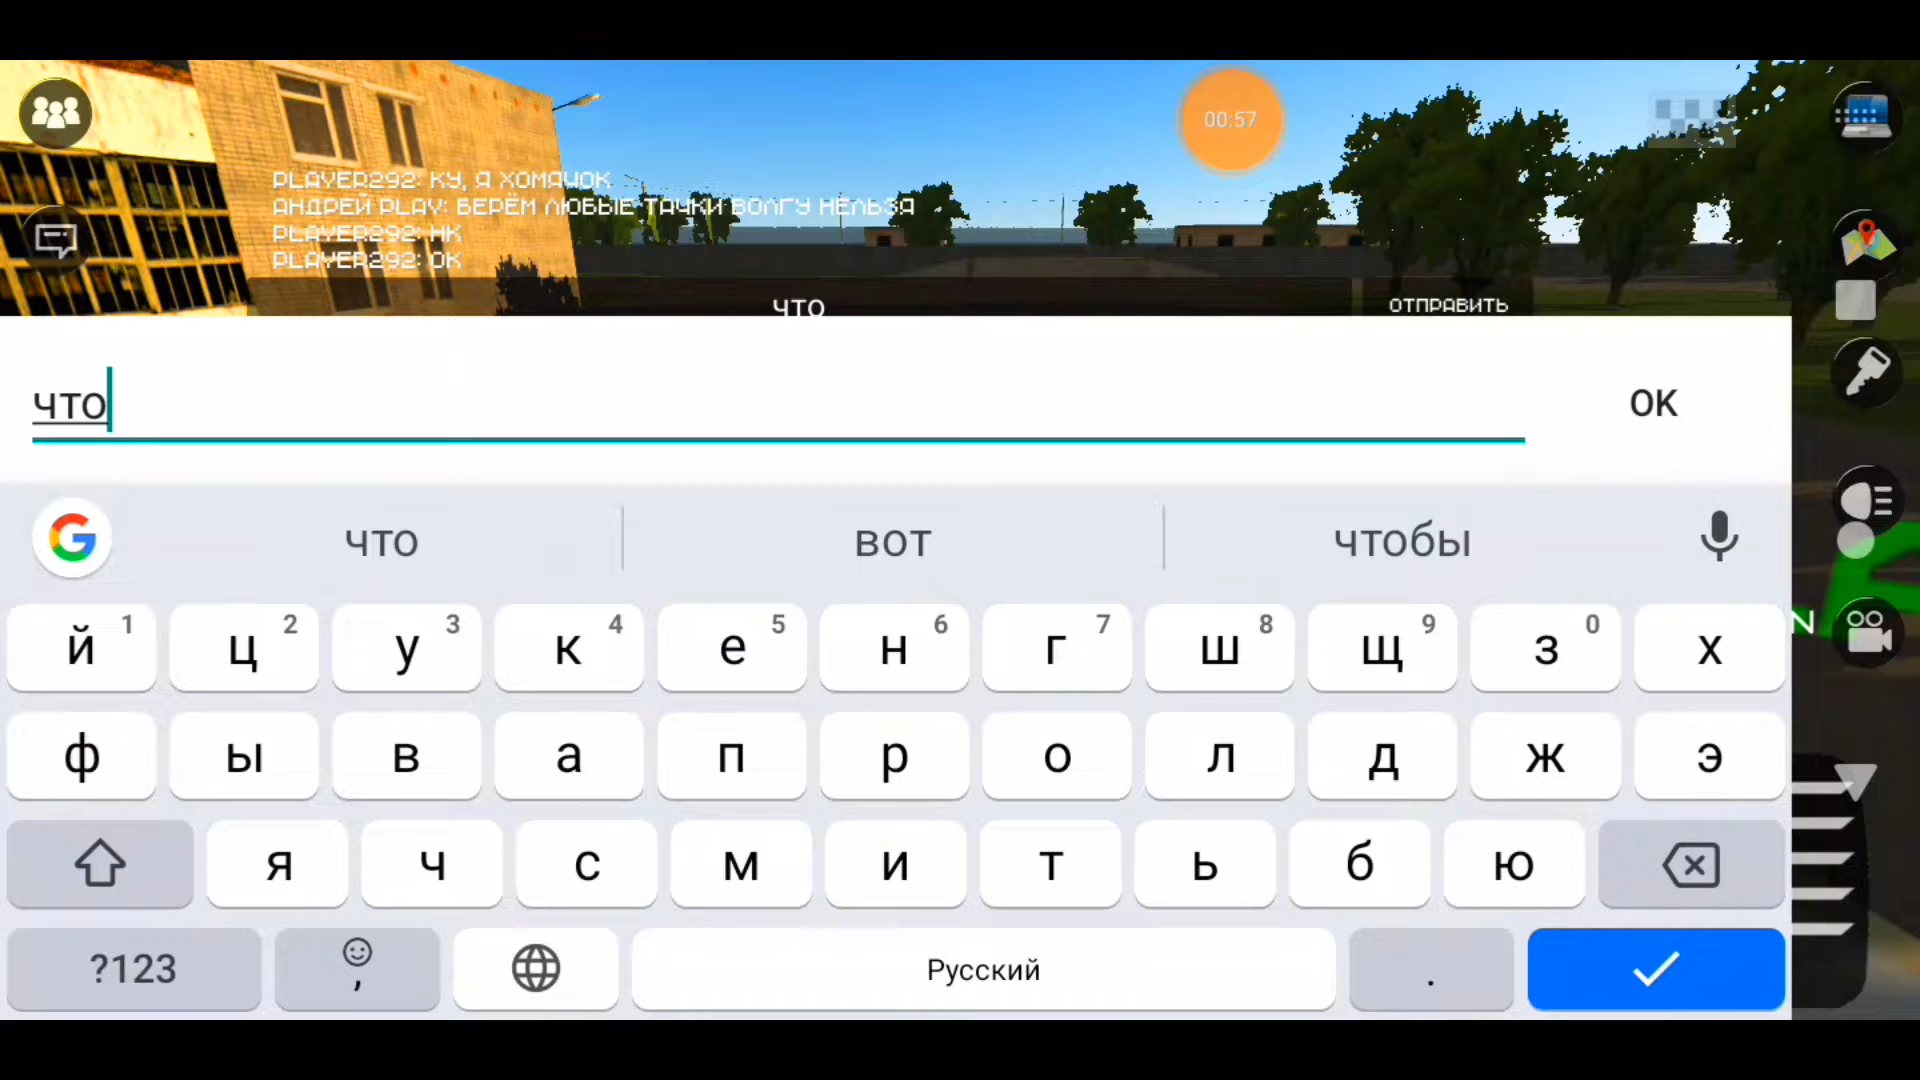 00:57
PLAYER292: КУ, Я ХОМЯЧОК
АНДРЕЙ PLAY: БЕРЁМ ЛЮБЫЕ ТАЧКИ ВОЛГУ НЕЛЬЗЯ
PLAYER292: НК
PLAYER292: ОК
что
ОТПРАВИТЬ
что
OK
что вот чтобы
й 1 ц 2 у 3 к 4 е 5 н 6 г 7 ш 8 щ 9 з 0 х
N
ф ы в а п р о л д ж э
я ч с м и т ь б ю
?123 , Русский .